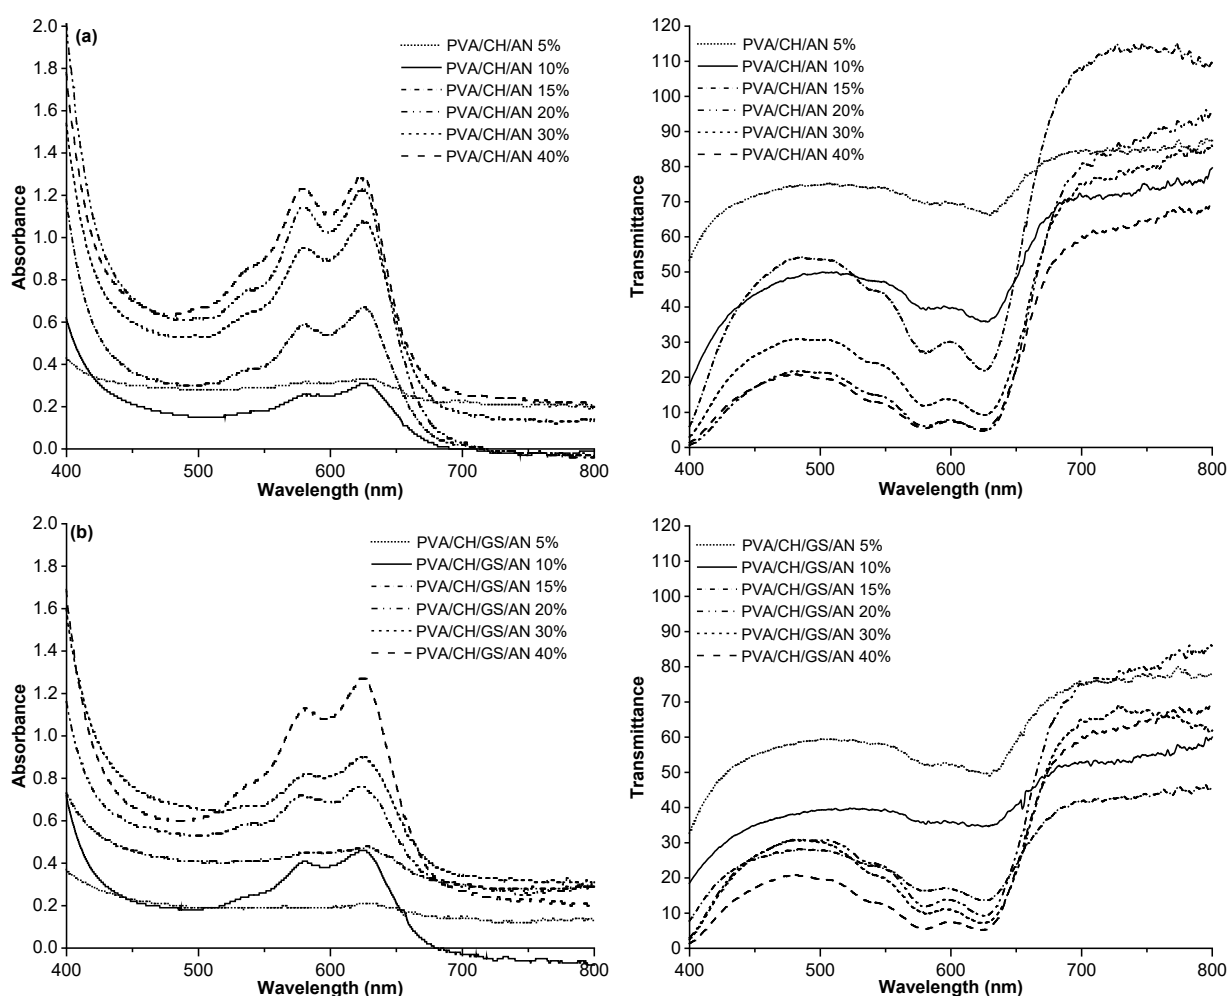 (a)
PVA/CH/AN 5%
PVA/CH/AN 10%
PVA/CH/AN 15%
PVA/CH/AN 20%
PVA/CH/AN 30%
PVA/CH/AN 40%
2.0
1.8
1.6
1.4
1.2
1.0
0.8
0.6
0.4
0.2
0.0
Absorbance
400 500 600 700 800
Wavelength (nm)
PVA/CH/AN 5%
PVA/CH/AN 10%
PVA/CH/AN 15%
PVA/CH/AN 20%
PVA/CH/AN 30%
PVA/CH/AN 40%
120
110
100
90
80
70
60
50
40
30
20
10
0
Transmittance
400 500 600 700 800
Wavelength (nm)
(b)
PVA/CH/GS/AN 5%
PVA/CH/GS/AN 10%
PVA/CH/GS/AN 15%
PVA/CH/GS/AN 20%
PVA/CH/GS/AN 30%
PVA/CH/GS/AN 40%
2.0
1.8
1.6
1.4
1.2
1.0
0.8
0.6
0.4
0.2
0.0
Absorbance
400 500 600 700 800
Wavelength (nm)
PVA/CH/GS/AN 5%
PVA/CH/GS/AN 10%
PVA/CH/GS/AN 15%
PVA/CH/GS/AN 20%
PVA/CH/GS/AN 30%
PVA/CH/GS/AN 40%
120
110
100
90
80
70
60
50
40
30
20
10
0
Transmittance
400 500 600 700 800
Wavelength (nm)